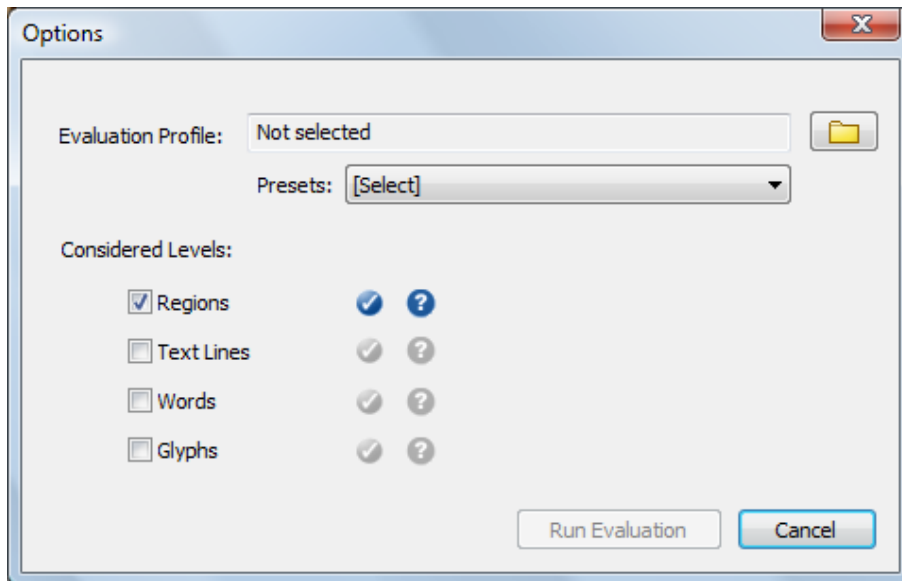 Options
Evaluation Profile: Not selected
Presets: [Select]
Considered Levels:
Regions
Text Lines
Words
Glyphs
Run Evaluation Cancel